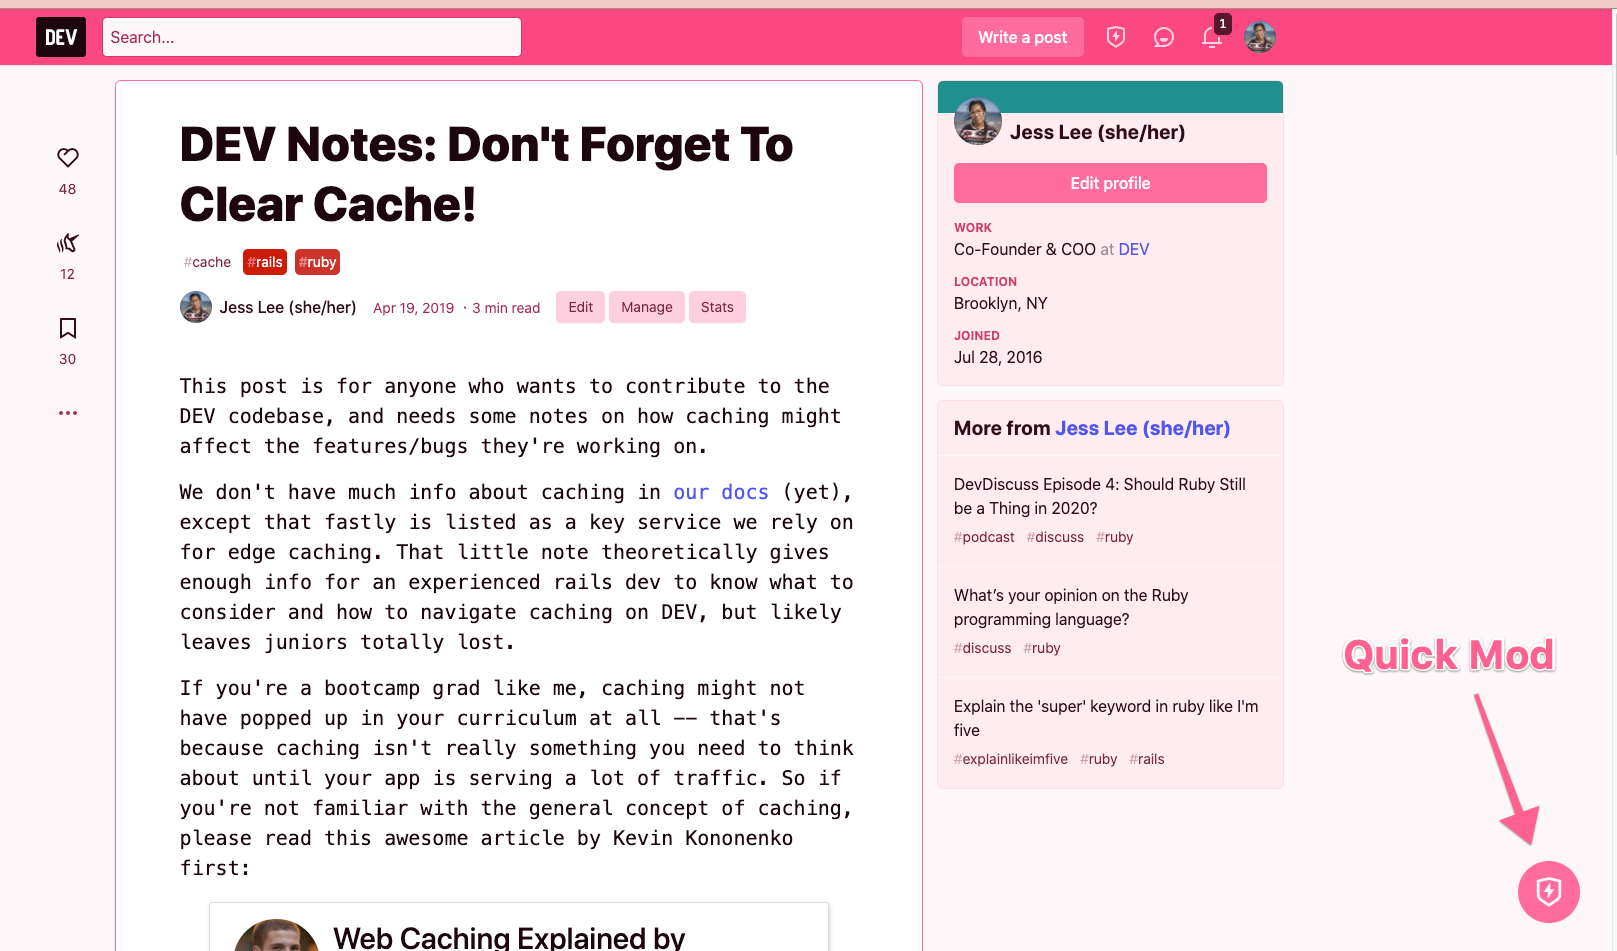 DEV
Search...
Write a post
1
48
12
30
DEV Notes: Don't Forget To
Clear Cache!
#cache #rails #ruby
Jess Lee (she/her) Apr 19, 2019 · 3 min read Edit Manage Stats
This post is for anyone who wants to contribute to the
DEV codebase, and needs some notes on how caching might
affect the features/bugs they're working on.
We don't have much info about caching in our docs (yet),
except that fastly is listed as a key service we rely on
for edge caching. That little note theoretically gives
enough info for an experienced rails dev to know what to
consider and how to navigate caching on DEV, but likely
leaves juniors totally lost.
If you're a bootcamp grad like me, caching might not
have popped up in your curriculum at all -- that's
because caching isn't really something you need to think
about until your app is serving a lot of traffic. So if
you're not familiar with the general concept of caching,
please read this awesome article by Kevin Kononenko
first:
Web Caching Explained by
Jess Lee (she/her)
Edit profile
WORK
Co-Founder & COO at DEV
LOCATION
Brooklyn, NY
JOINED
Jul 28, 2016
More from Jess Lee (she/her)
DevDiscuss Episode 4: Should Ruby Still
be a Thing in 2020?
#podcast #discuss #ruby
What’s your opinion on the Ruby
programming language?
#discuss #ruby
Explain the 'super' keyword in ruby like I'm
five
#explainlikeimfive #ruby #rails
Quick Mod